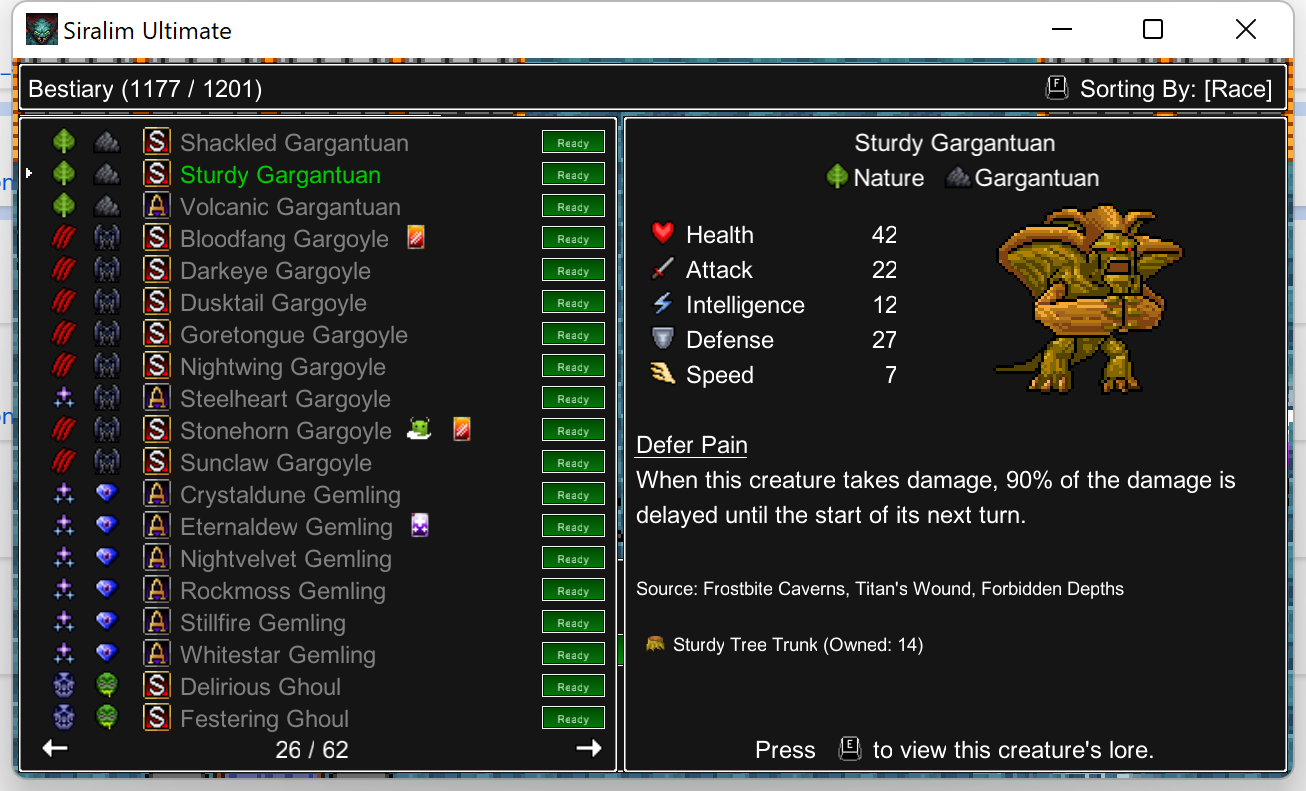 Siralim Ultimate
Bestiary (1177 / 1201)
F Sorting By: [Race]
S Shackled Gargantuan Ready
S Sturdy Gargantuan Ready
A Volcanic Gargantuan Ready
S Bloodfang Gargoyle Ready
S Darkeye Gargoyle Ready
S Dusktail Gargoyle Ready
S Goretongue Gargoyle Ready
S Nightwing Gargoyle Ready
A Steelheart Gargoyle Ready
S Stonehorn Gargoyle Ready
S Sunclaw Gargoyle Ready
A Crystaldune Gemling Ready
A Eternaldew Gemling Ready
A Nightvelvet Gemling Ready
A Rockmoss Gemling Ready
A Stillfire Gemling Ready
A Whitestar Gemling Ready
S Delirious Ghoul Ready
S Festering Ghoul Ready
26 / 62
Sturdy Gargantuan
Nature Gargantuan
Health 42
Attack 22
Intelligence 12
Defense 27
Speed 7
Defer Pain
When this creature takes damage, 90% of the damage is
delayed until the start of its next turn.
Source: Frostbite Caverns, Titan's Wound, Forbidden Depths
Sturdy Tree Trunk (Owned: 14)
Press E to view this creature's lore.